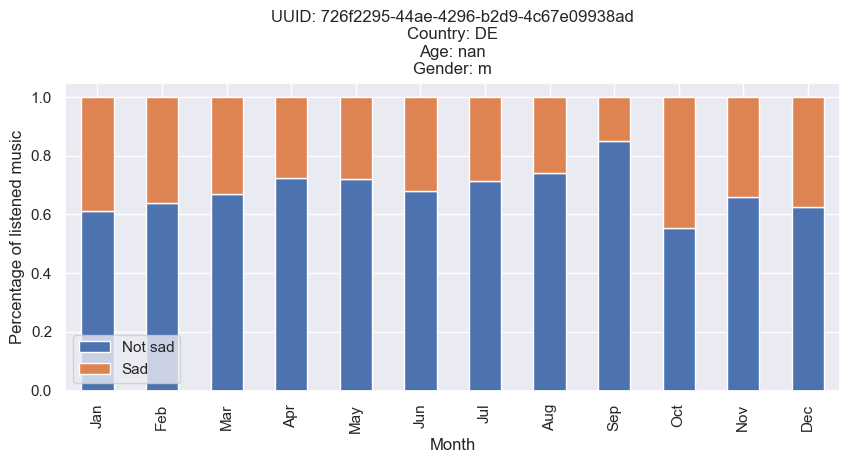 UUID: 726f2295-44ae-4296-b2d9-4c67e09938ad
Country: DE
Age: nan
Gender: m
Percentage of listened music
1.0
0.8
0.6
0.4
0.2
0.0
Not sad
Sad
Jan
Feb
Mar
Apr
May
Jun
Jul
Aug
Sep
Oct
Nov
Dec
Month